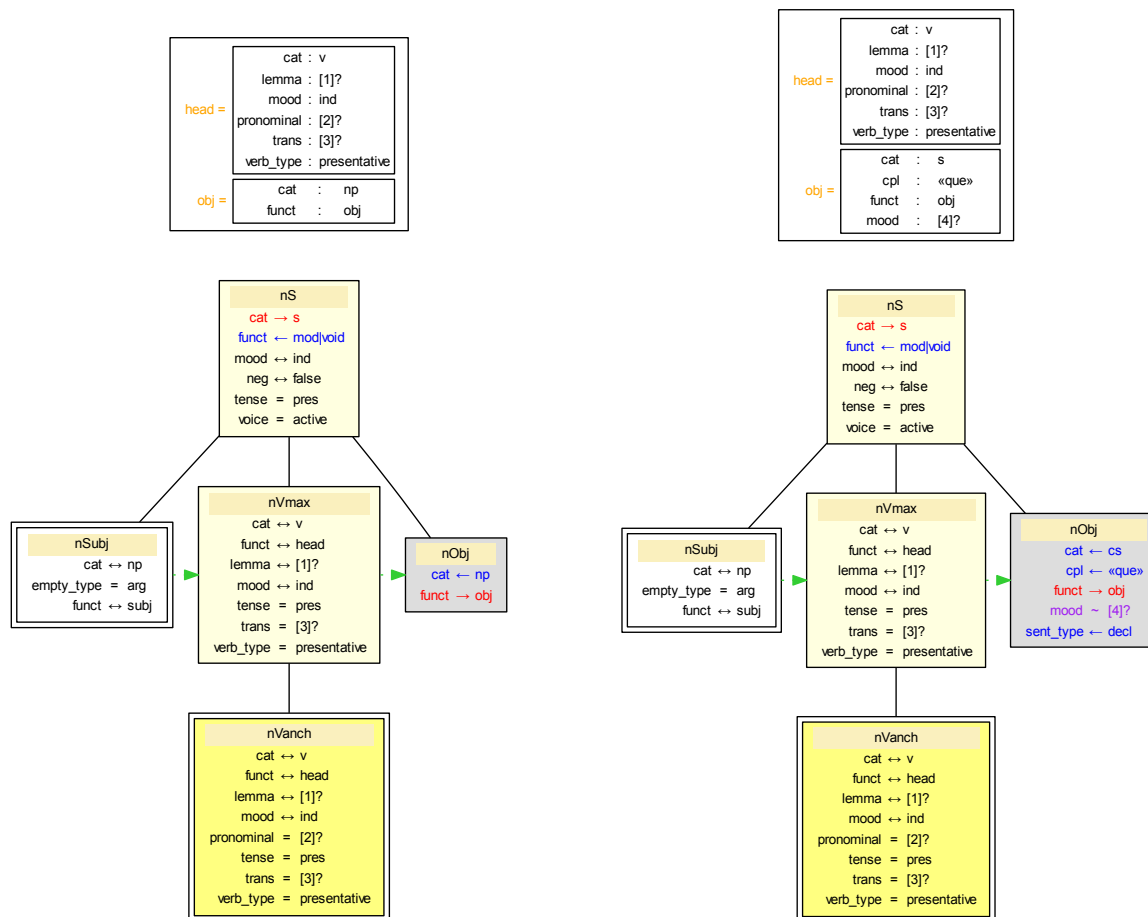 cat : v
lemma : [1]?
head = mood : ind
pronominal : [2]?
trans : [3]?
verb_type : presentative
obj = cat : np
funct : obj
nS
cat → s
funct ← mod|void
mood ↔ ind
neg ↔ false
tense = pres
voice = active
nSubj
cat ↔ np
empty_type = arg
funct ↔ subj
nVmax
cat ↔ v
funct ↔ head
lemma ↔ [1]?
mood ↔ ind
tense = pres
trans = [3]?
verb_type = presentative
nObj
cat ← np
funct → obj
nVanch
cat ↔ v
funct ↔ head
lemma ↔ [1]?
mood ↔ ind
pronominal = [2]?
tense = pres
trans = [3]?
verb_type = presentative
cat : v
lemma : [1]?
head = mood : ind
pronominal : [2]?
trans : [3]?
verb_type : presentative
cat : s
cpl : «que»
obj = funct : obj
mood : [4]?
nS
cat → s
funct ← mod|void
mood ↔ ind
neg ↔ false
tense = pres
voice = active
nSubj
cat ↔ np
empty_type = arg
funct ↔ subj
nVmax
cat ↔ v
funct ↔ head
lemma ↔ [1]?
mood ↔ ind
tense = pres
trans = [3]?
verb_type = presentative
nObj
cat ← cs
cpl ← «que»
funct → obj
mood ~ [4]?
sent_type ← decl
nVanch
cat ↔ v
funct ↔ head
lemma ↔ [1]?
mood ↔ ind
pronominal = [2]?
tense = pres
trans = [3]?
verb_type = presentative